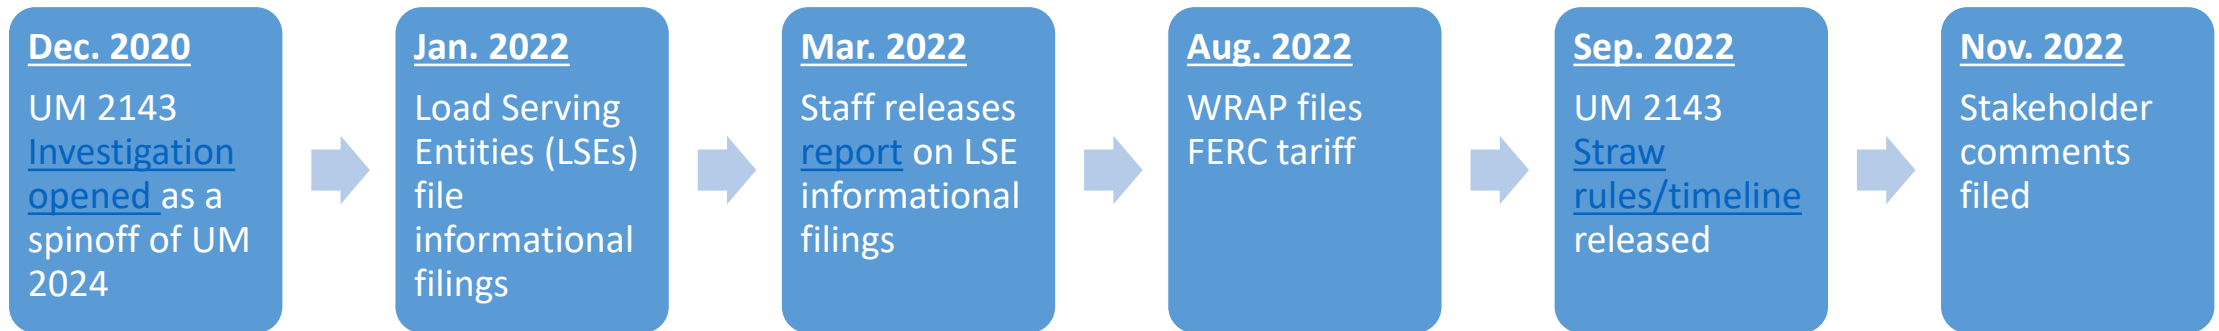 Dec. 2020
UM 2143
Investigation
opened as a
spinoff of UM
2024
Jan. 2022
Load Serving
Entities (LSEs)
file
informational
filings
Mar. 2022
Staff releases
report on LSE
informational
filings
Aug. 2022
WRAP files
FERC tariff
Sep. 2022
UM 2143
Straw
rules/timeline
released
Nov. 2022
Stakeholder
comments
filed